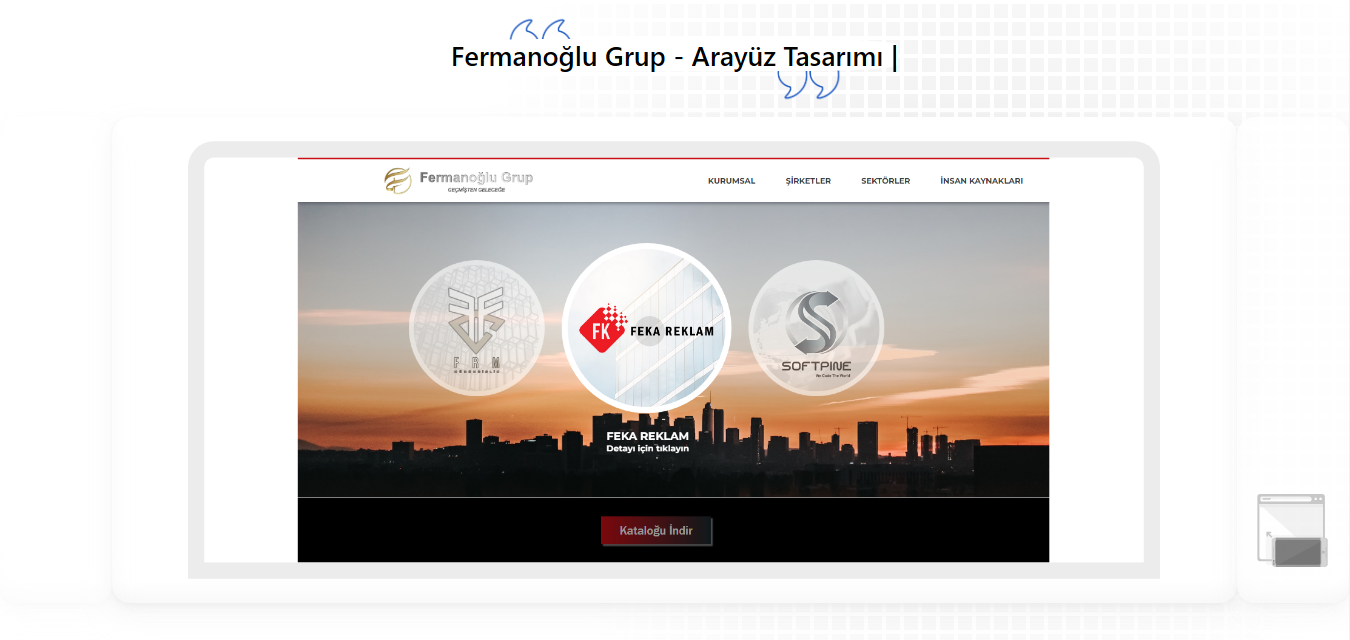 Fermanoğlu Grup - Arayüz Tasarımı |
Fermanoğlu Grup
GEÇMİŞTEN GELECEĞE
KURUMSAL ŞİRKETLER SEKTÖRLER İNSAN KAYNAKLARI
FRM
FK FEKA REKLAM
SOFTPINE
We Code The World
FEKA REKLAM
Detayı için tıklayın
Kataloğu İndir